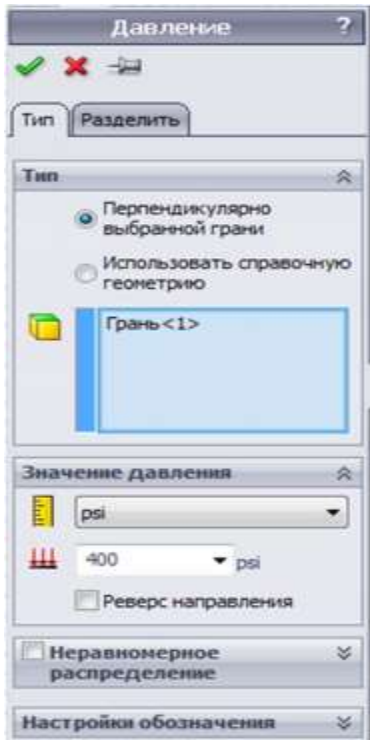 Давление ?
Тип Разделить
Тип
Перпендикулярно
выбранной грани
Использовать справочную
геометрию
Грань<1>
Значение давления
psi
400 psi
Реверс направления
Неравномерное
распределение
Настройки обозначения